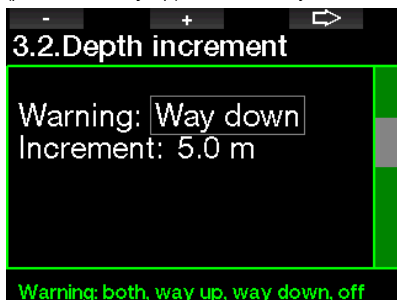 - +
3.2.Depth increment
Warning: Way down
Increment: 5.0 m
Warning: both, way up, way down, off